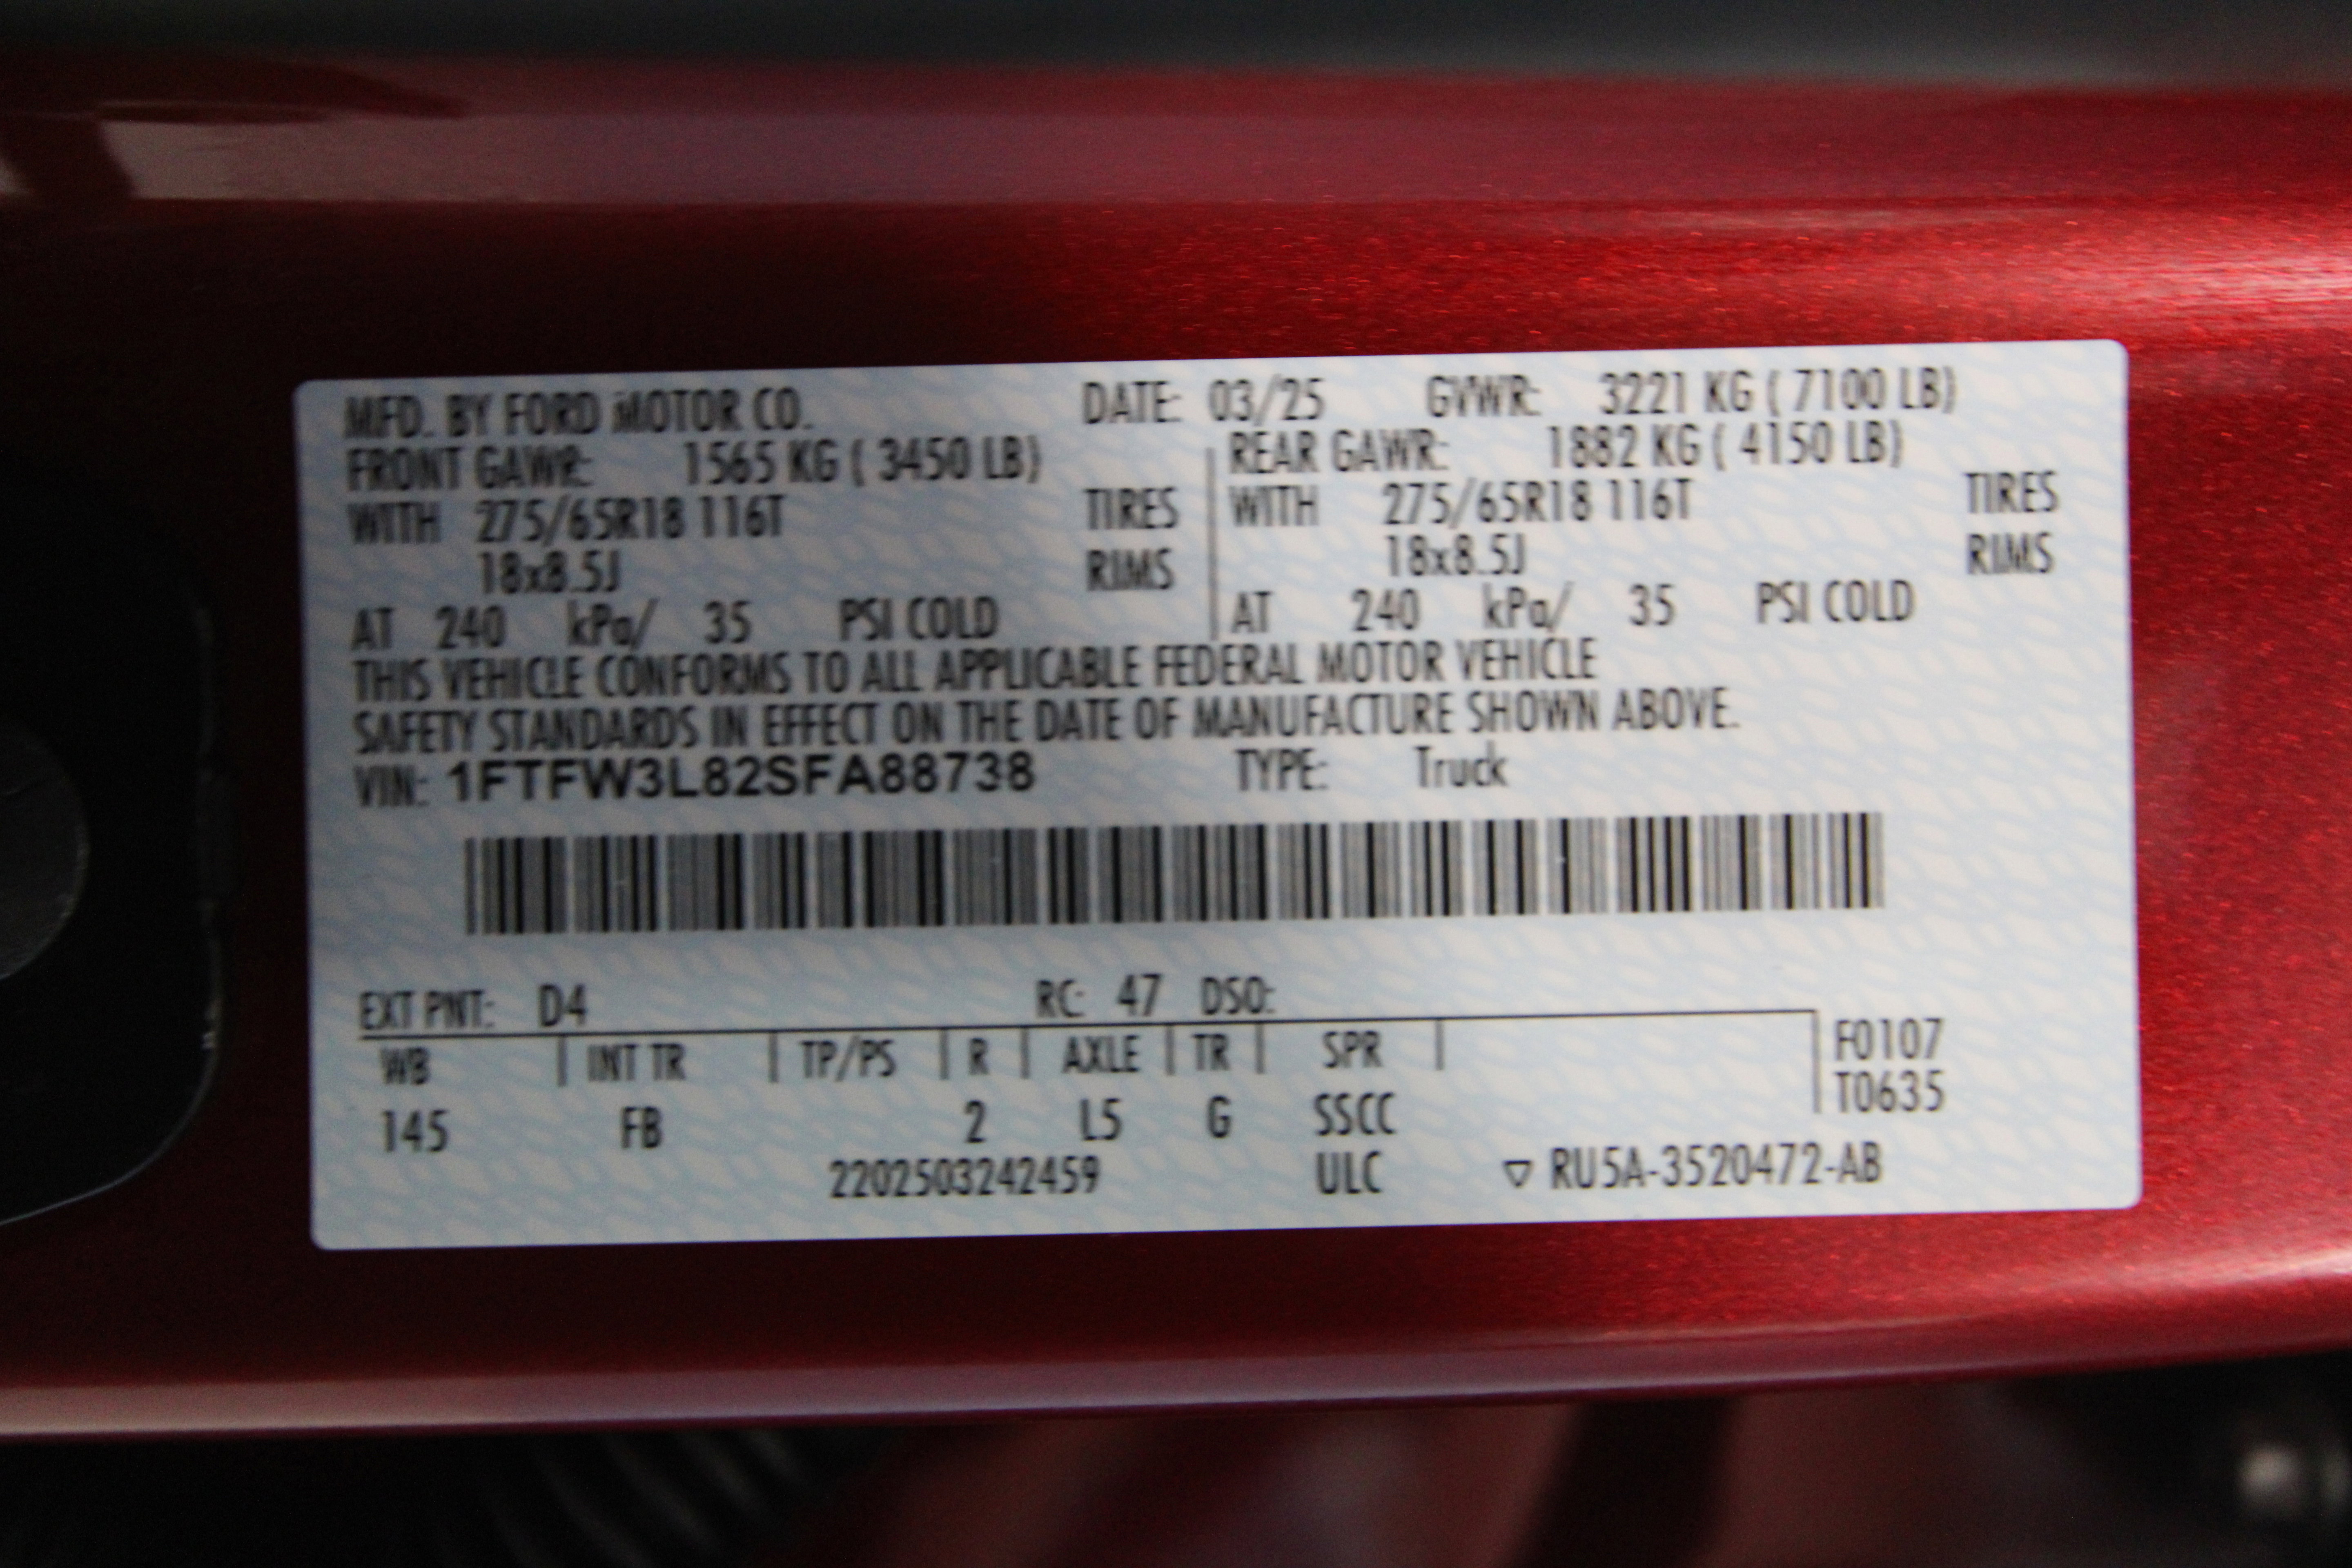 MFD. BY FORD MOTOR CO. DATE: 03/25 GVWR: 3221 KG ( 7100 LB)
FRONT GAWR: 1565 KG ( 3450 LB) REAR GAWR: 1882 KG ( 4150 LB)
WITH 275/65R18 116T TIRES WITH 275/65R18 116T TIRES
18x8.5J RIMS 18x8.5J RIMS
AT 240 kPa/ 35 PSI COLD AT 240 kPa/ 35 PSI COLD
THIS VEHICLE CONFORMS TO ALL APPLICABLE FEDERAL MOTOR VEHICLE
SAFETY STANDARDS IN EFFECT ON THE DATE OF MANUFACTURE SHOWN ABOVE.
VIN: 1FTFW3L82SFA88738 TYPE: Truck
EXT PNT: D4 RC: 47 DSO:
WB INT TR TP/PS R AXLE TR SPR F0107
T0635
145 FB 2 L5 G SSCC
2202503242459 ULC ▽ RU5A-3520472-AB